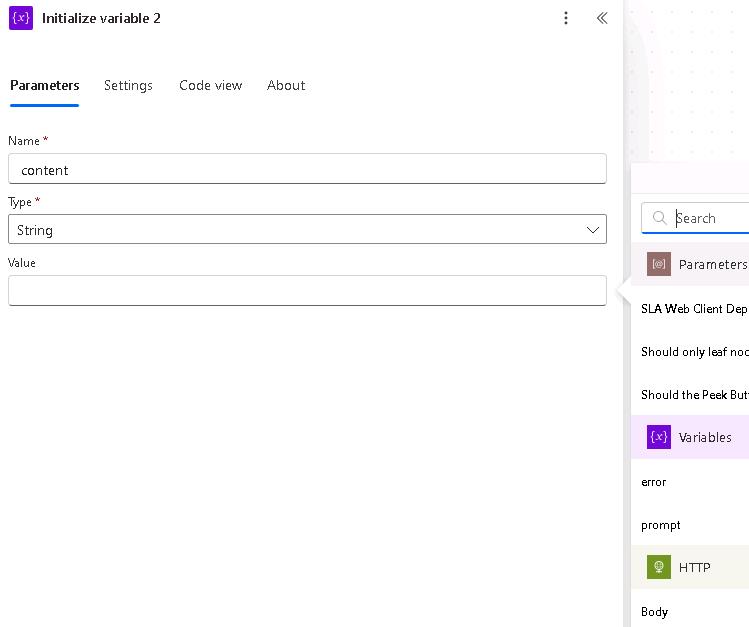 {x} Initialize variable 2
Parameters Settings Code view About
Name *
content
Type *
String
Value
Search
[@] Parameters
SLA Web Client Dep
Should only leaf noc
Should the Peek But
{x} Variables
error
prompt
HTTP
Body